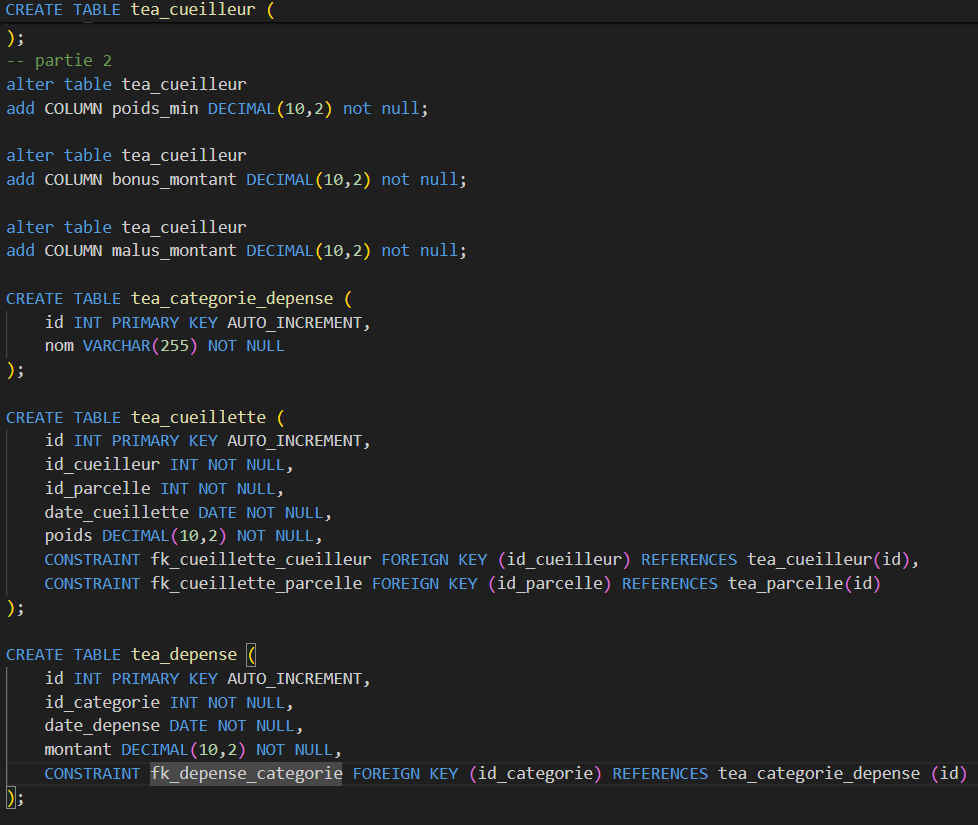 CREATE TABLE tea_cueilleur (
);
-- partie 2
alter table tea_cueilleur
add COLUMN poids_min DECIMAL(10,2) not null;
alter table tea_cueilleur
add COLUMN bonus_montant DECIMAL(10,2) not null;
alter table tea_cueilleur
add COLUMN malus_montant DECIMAL(10,2) not null;
CREATE TABLE tea_categorie_depense (
id INT PRIMARY KEY AUTO_INCREMENT,
nom VARCHAR(255) NOT NULL
);
CREATE TABLE tea_cueillette (
id INT PRIMARY KEY AUTO_INCREMENT,
id_cueilleur INT NOT NULL,
id_parcelle INT NOT NULL,
date_cueillette DATE NOT NULL,
poids DECIMAL(10,2) NOT NULL,
CONSTRAINT fk_cueillette_cueilleur FOREIGN KEY (id_cueilleur) REFERENCES tea_cueilleur(id),
CONSTRAINT fk_cueillette_parcelle FOREIGN KEY (id_parcelle) REFERENCES tea_parcelle(id)
);
CREATE TABLE tea_depense (
id INT PRIMARY KEY AUTO_INCREMENT,
id_categorie INT NOT NULL,
date_depense DATE NOT NULL,
montant DECIMAL(10,2) NOT NULL,
CONSTRAINT fk_depense_categorie FOREIGN KEY (id_categorie) REFERENCES tea_categorie_depense (id)
);